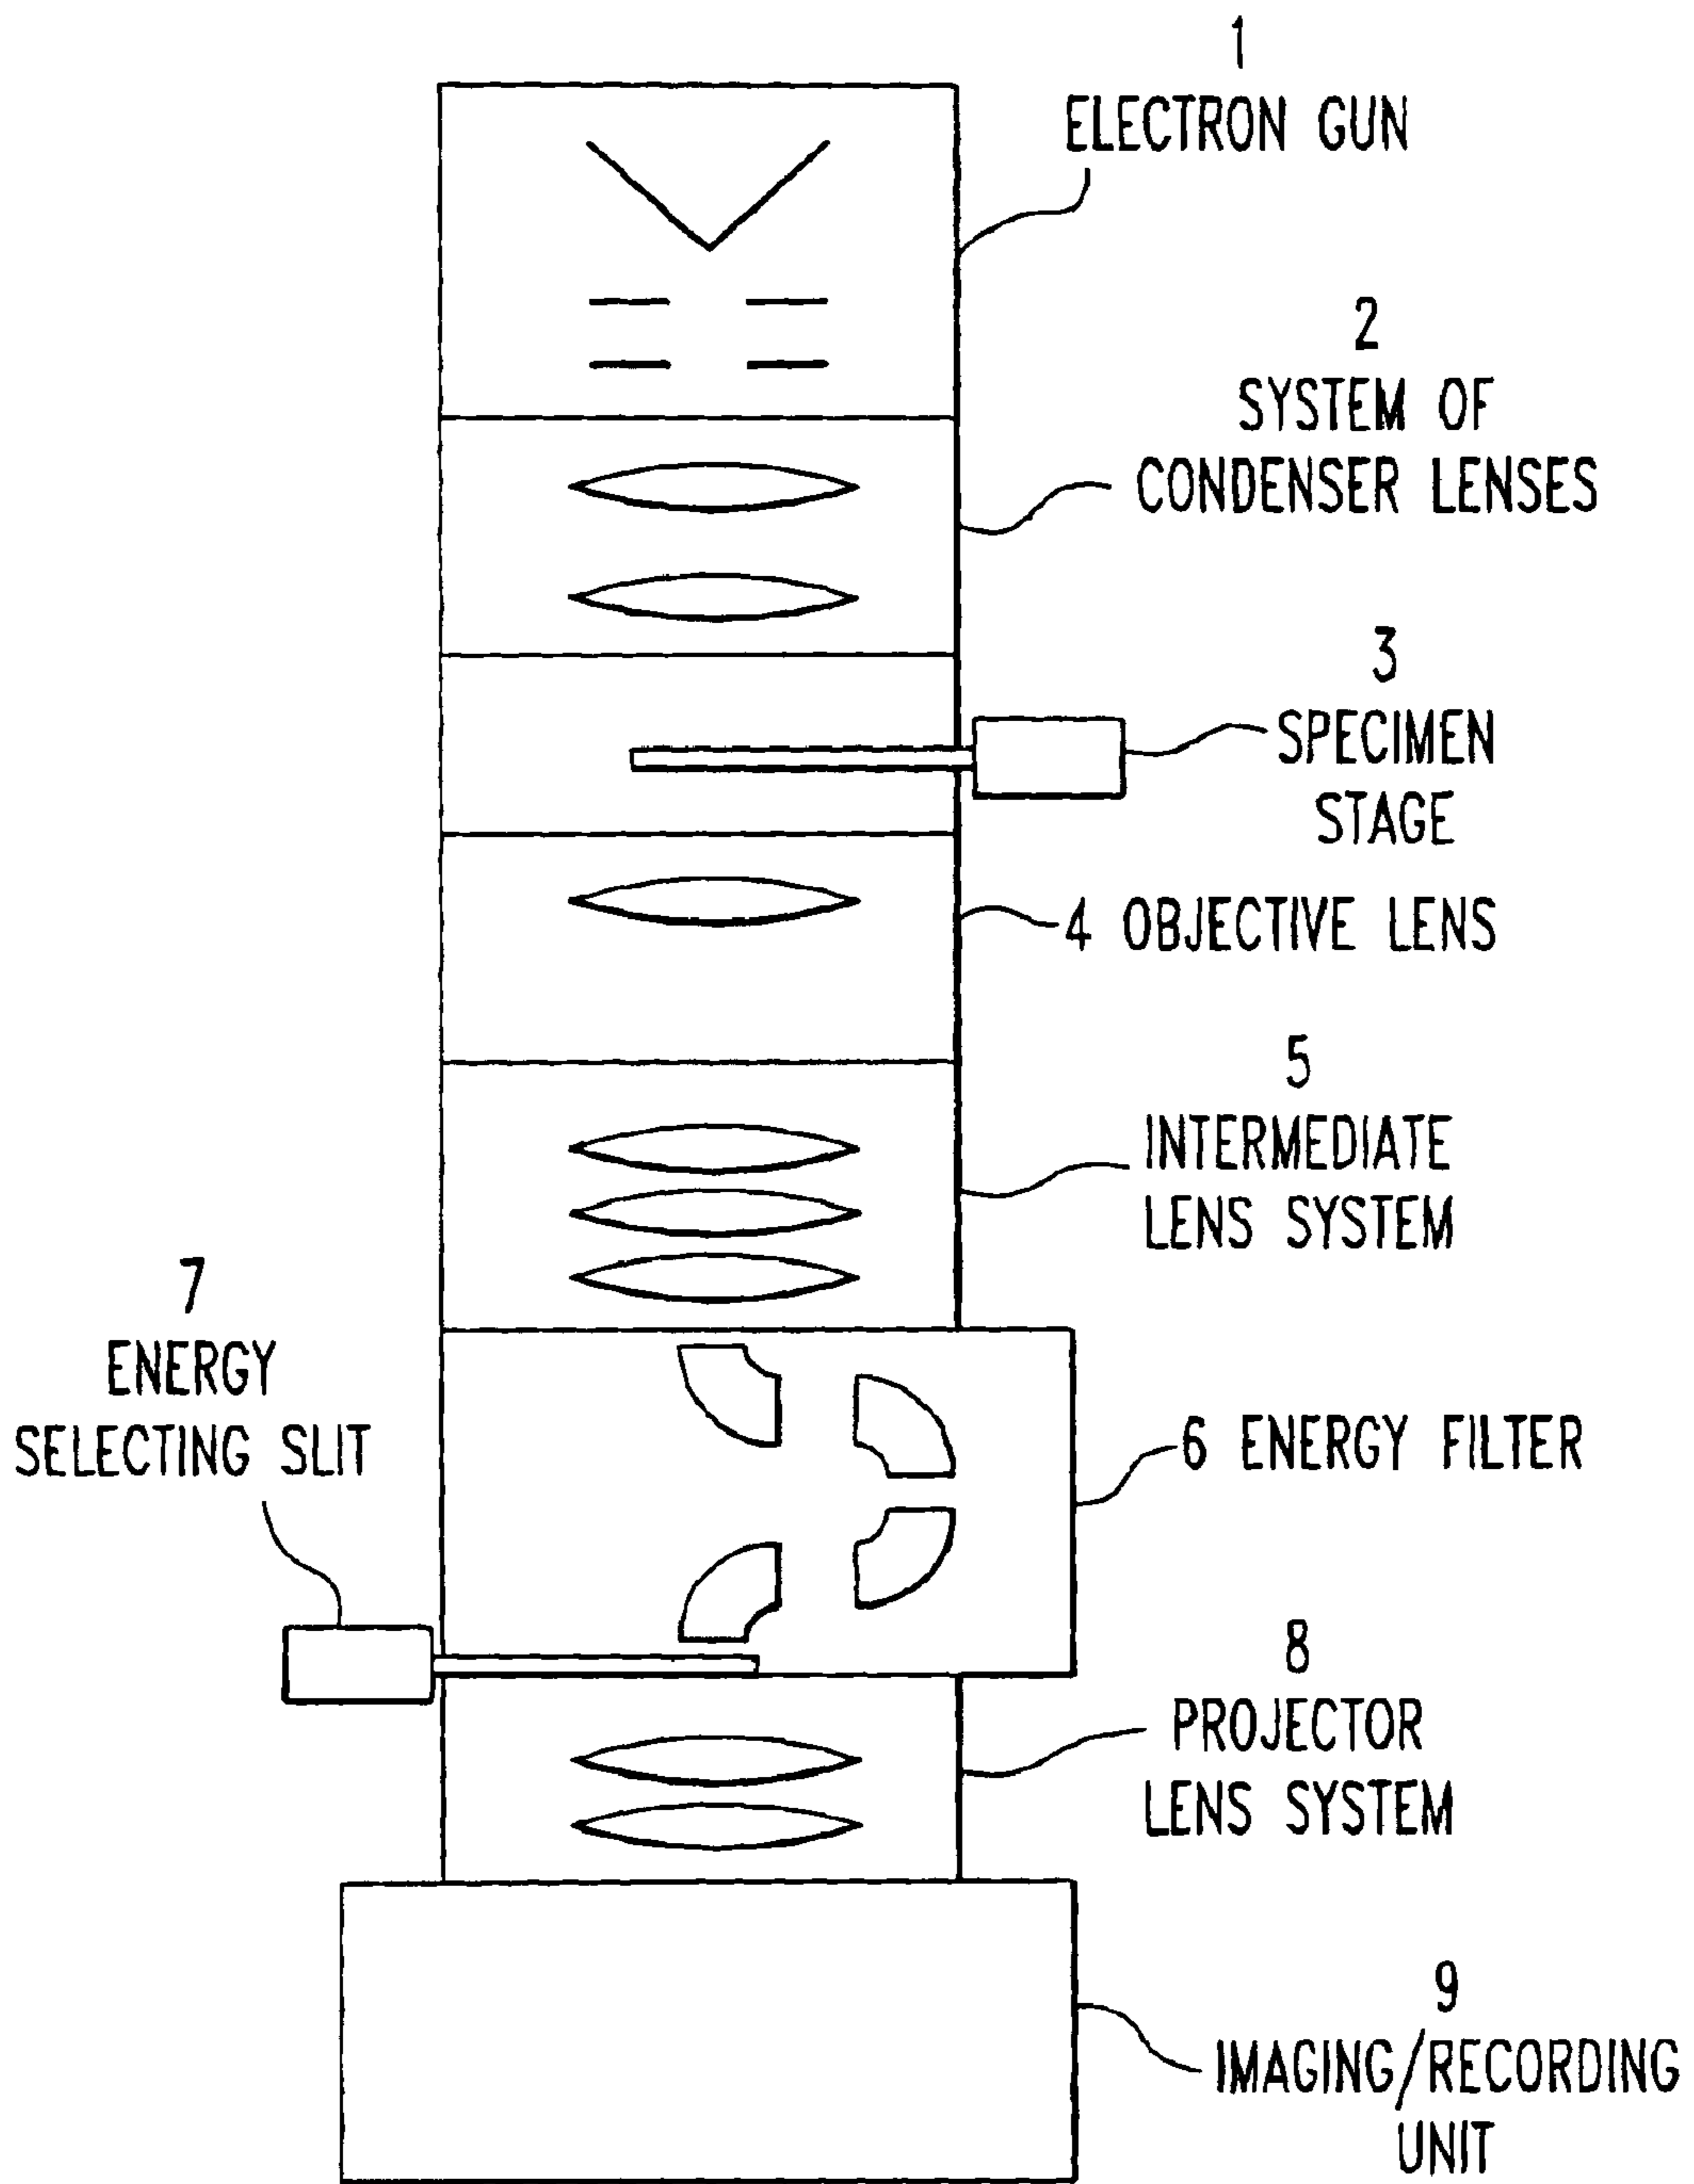 1
ELECTRON GUN
2
SYSTEM OF
CONDENSER LENSES
3
SPECIMEN
STAGE
4 OBJECTIVE LENS
5
INTERMEDIATE
LENS SYSTEM
7
ENERGY
SELECTING SLIT
6 ENERGY FILTER
8
PROJECTOR
LENS SYSTEM
9
IMAGING/RECORDING
UNIT